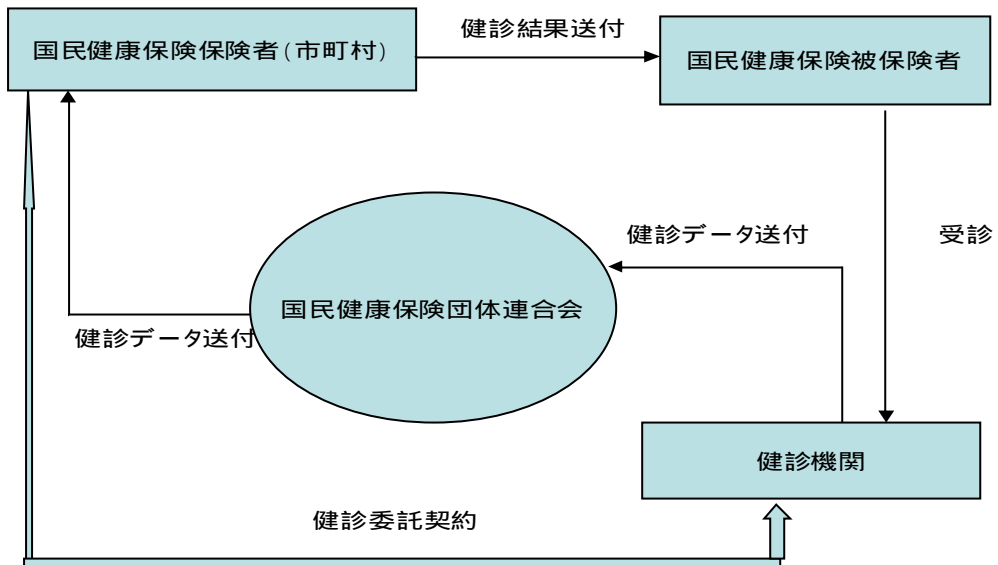 健診結果送付
国民健康保険保険者(市町村)
国民健康保険被保険者
健診データ送付
受診
国民健康保険団体連合会
健診データ送付
健診機関
健診委託契約